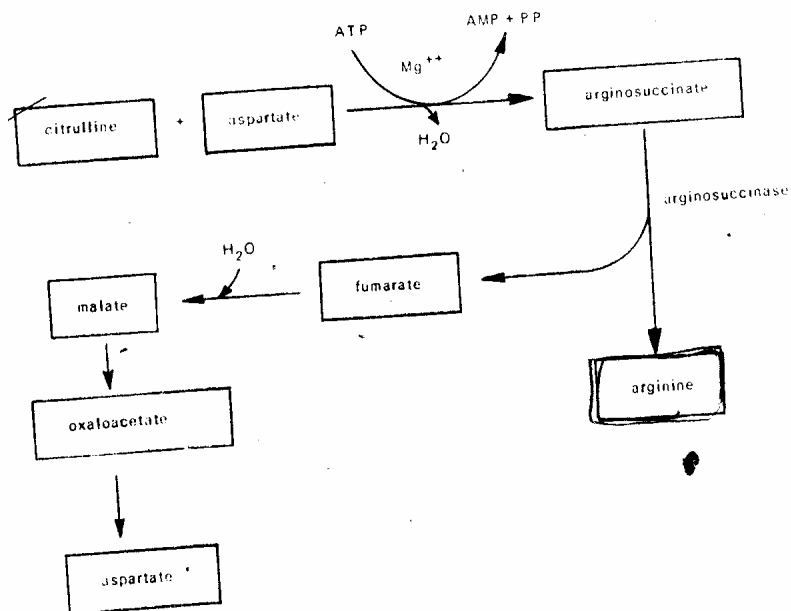 ATP
AMP + PP
Mg++
citrulline + aspartate
arginosuccinate
H2O
arginosuccinase
H2O
malate
fumarate
arginine
oxaloacetate
aspartate